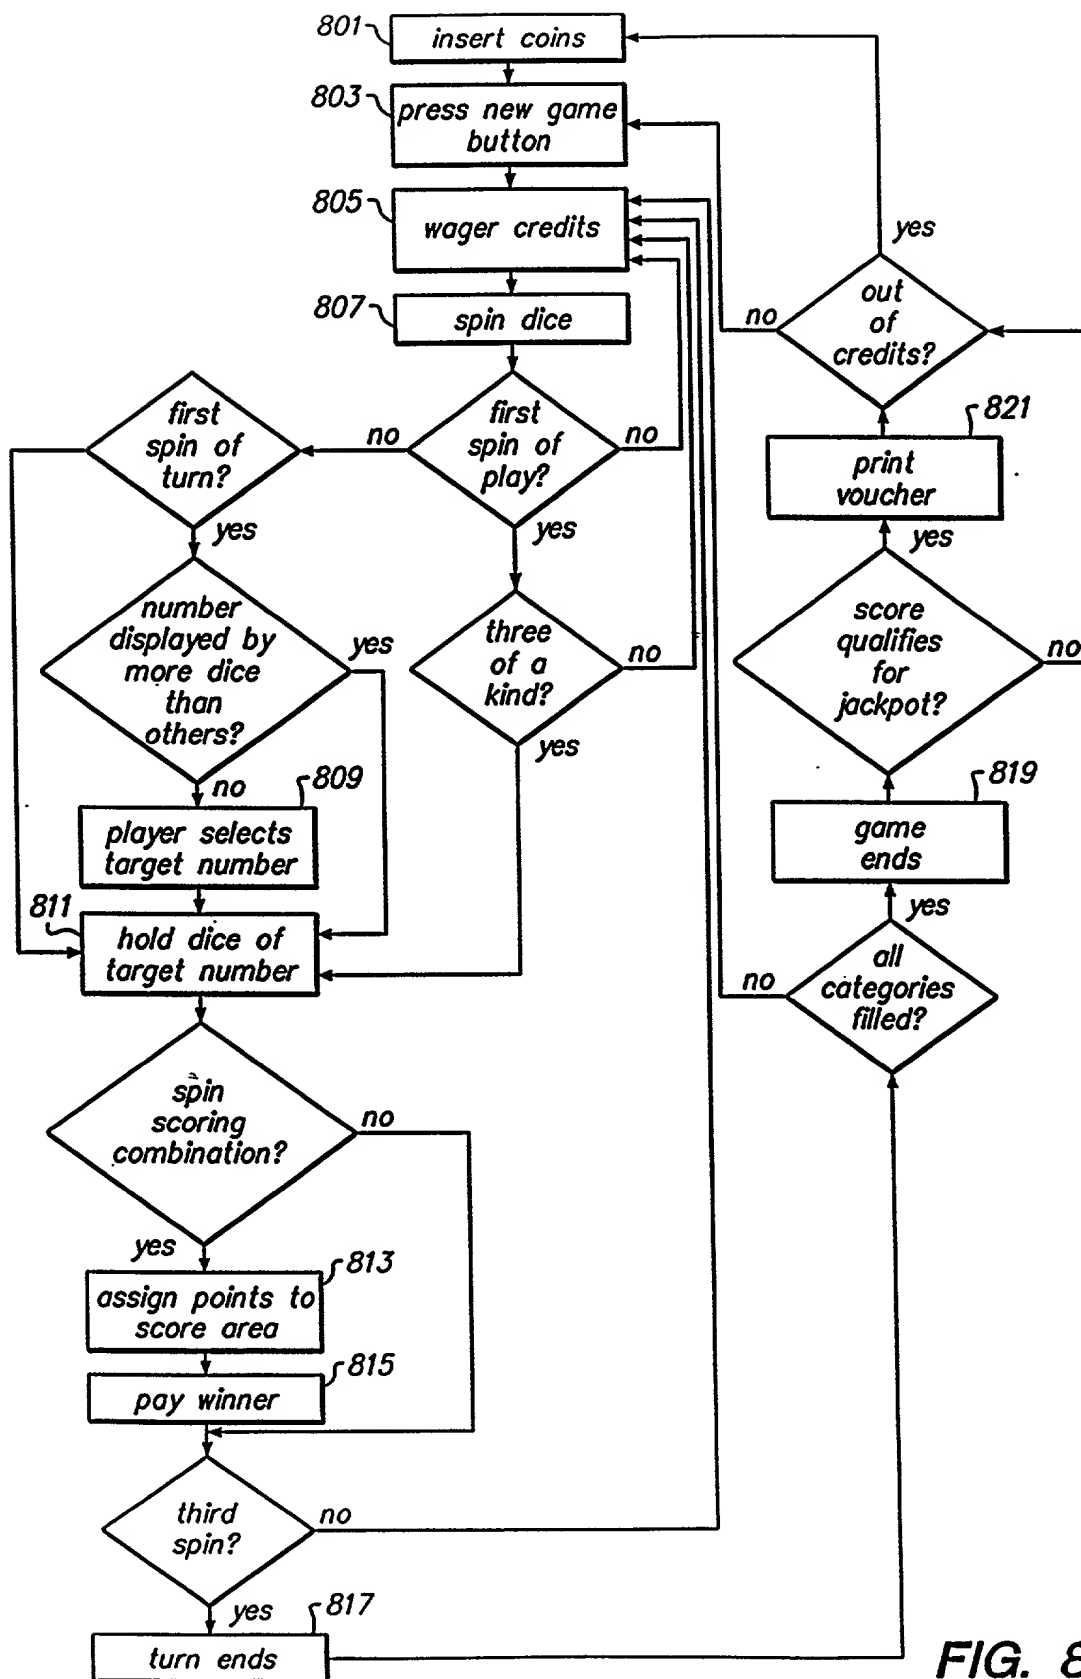 801
insert coins
803
press new game
button
805
wager credits
807
spin dice
yes
out
of
credits?
no
821
print
voucher
yes
first
spin of
turn?
no
first
spin of
play?
no
yes
yes
number
displayed by
more dice
than
others?
yes
three
of a
kind?
no
yes
score
qualifies
for
jackpot?
no
no
809
player selects
target number
819
game
ends
yes
811
hold dice of
target number
all
categories
filled?
no
spin
scoring
combination?
no
yes
813
assign points to
score area
815
pay winner
third
spin?
no
yes
817
turn ends
FIG. 8